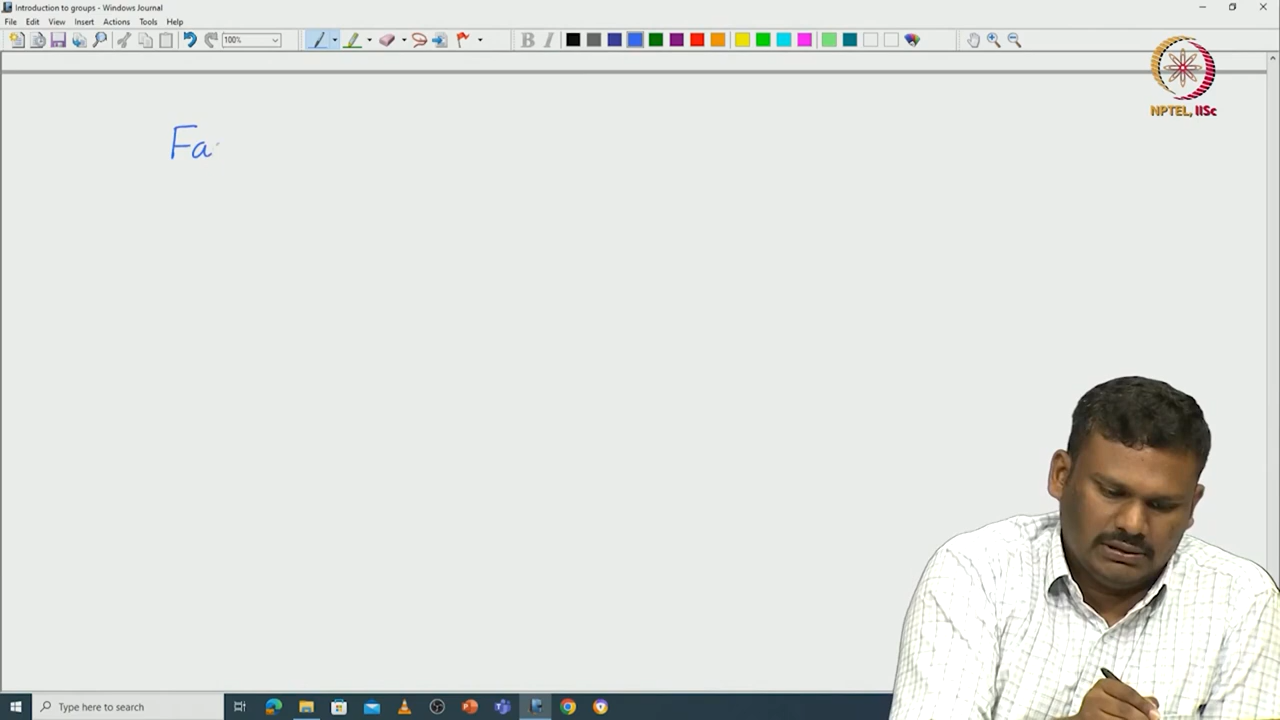 Introduction to groups - Windows Journal
File Edit View Insert Actions Tools Help
100%
B I
NPTEL, IISc
Fa
Type here to search